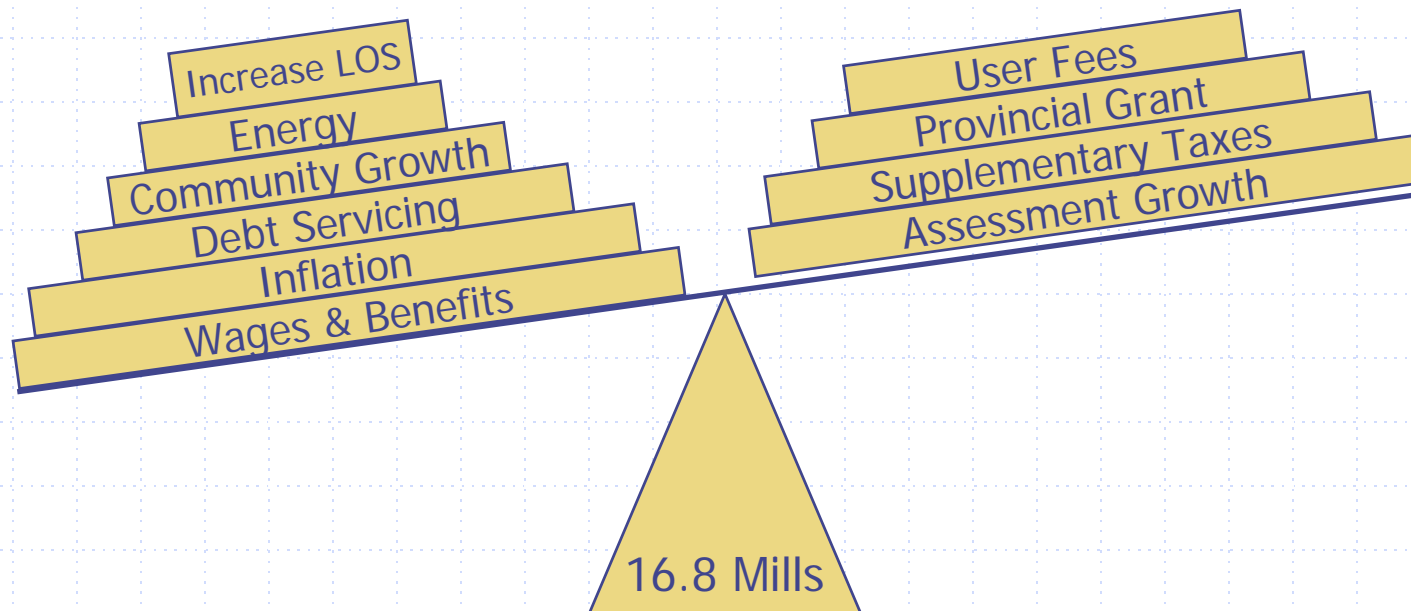 Increase LOS
Energy
Community Growth
Debt Servicing
Inflation
Wages & Benefits
User Fees
Provincial Grant
Supplementary Taxes
Assessment Growth
16.8 Mills